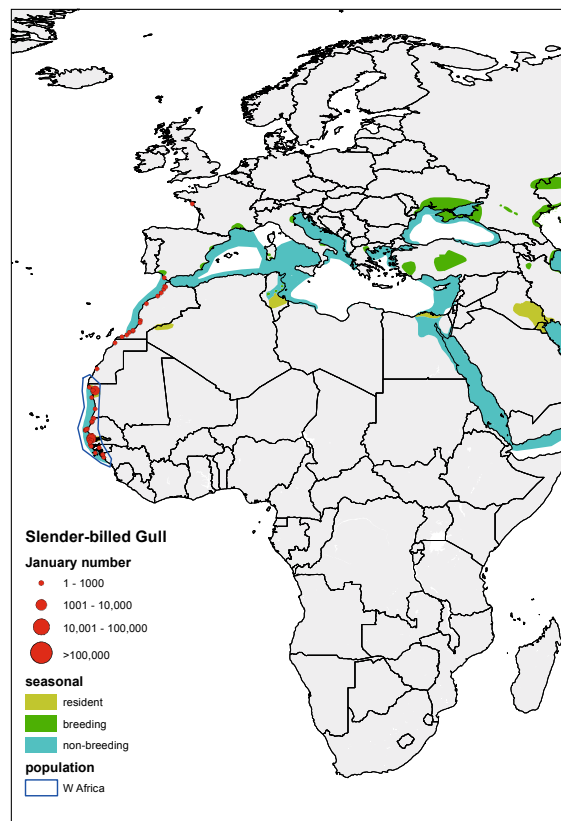 Slender-billed Gull
January number
1 - 1000
1001 - 10,000
10,001 - 100,000
>100,000
seasonal
resident
breeding
non-breeding
population
W Africa